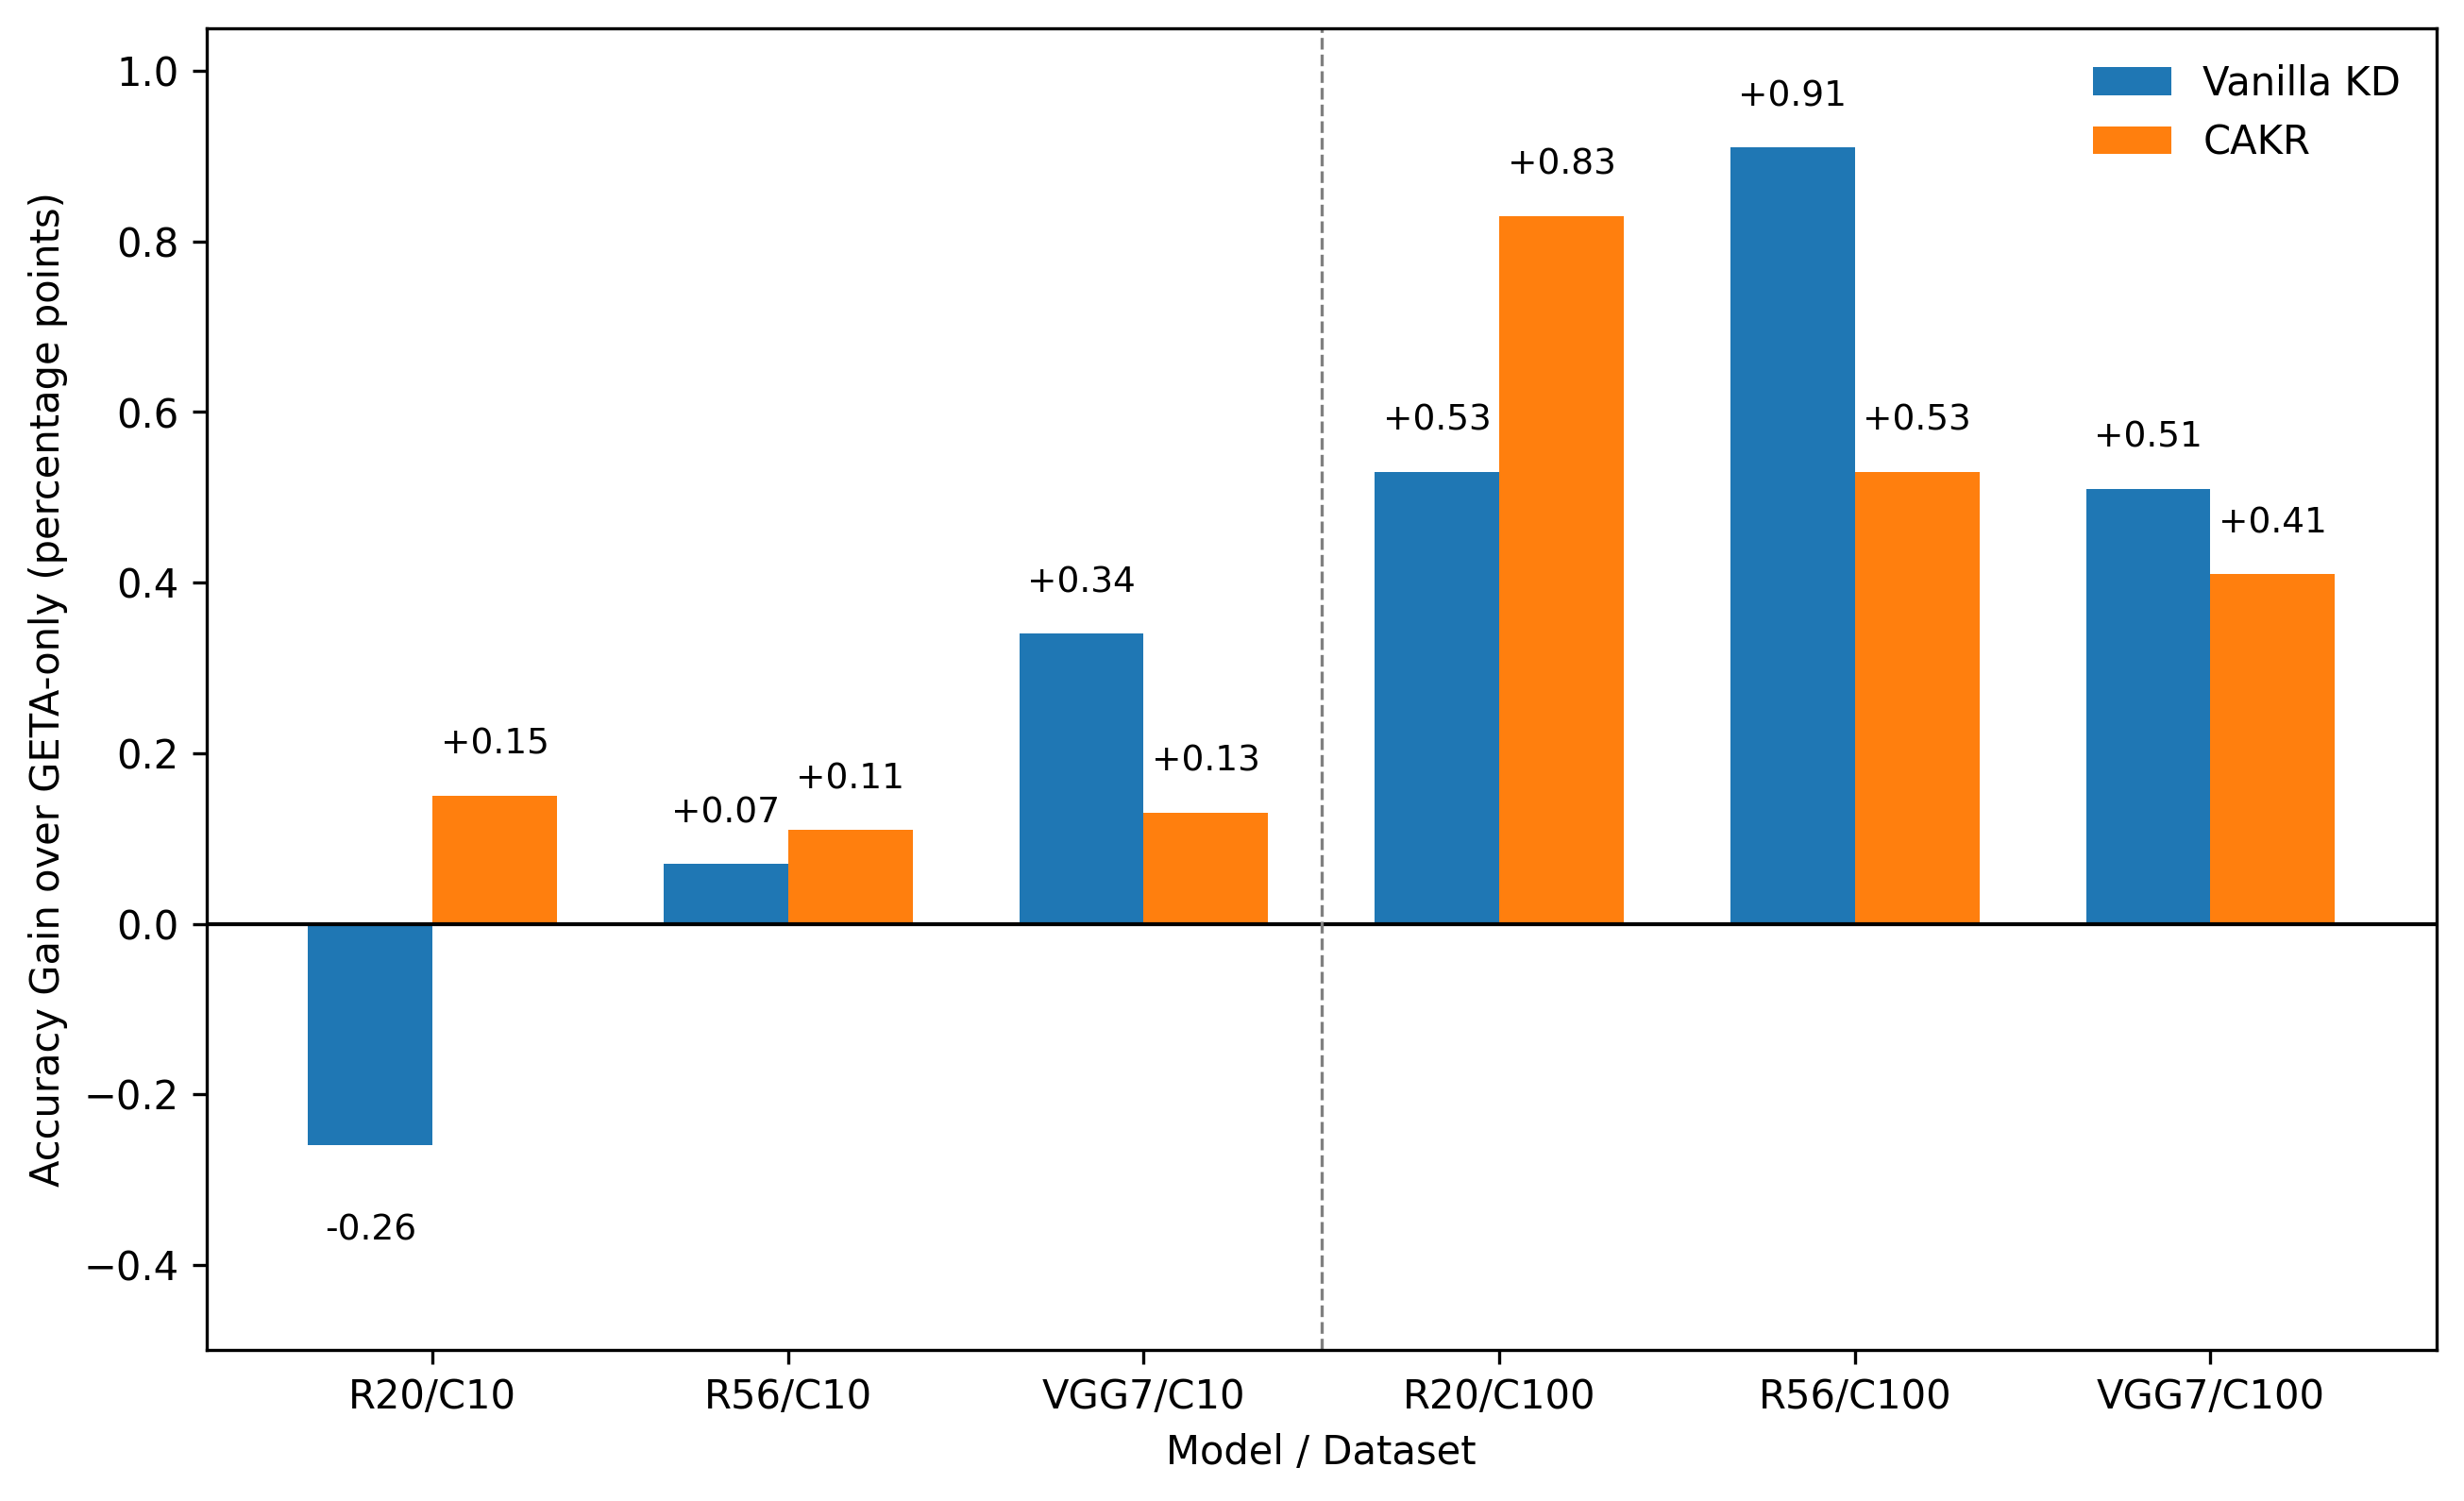 Accuracy Gain over GETA-only (percentage points)
1.0
0.8
0.6
0.4
0.2
0.0
−0.2
−0.4
Vanilla KD
CAKR
-0.26
+0.15
+0.07
+0.11
+0.34
+0.13
+0.53
+0.83
+0.91
+0.53
+0.51
+0.41
R20/C10
R56/C10
VGG7/C10
R20/C100
R56/C100
VGG7/C100
Model / Dataset